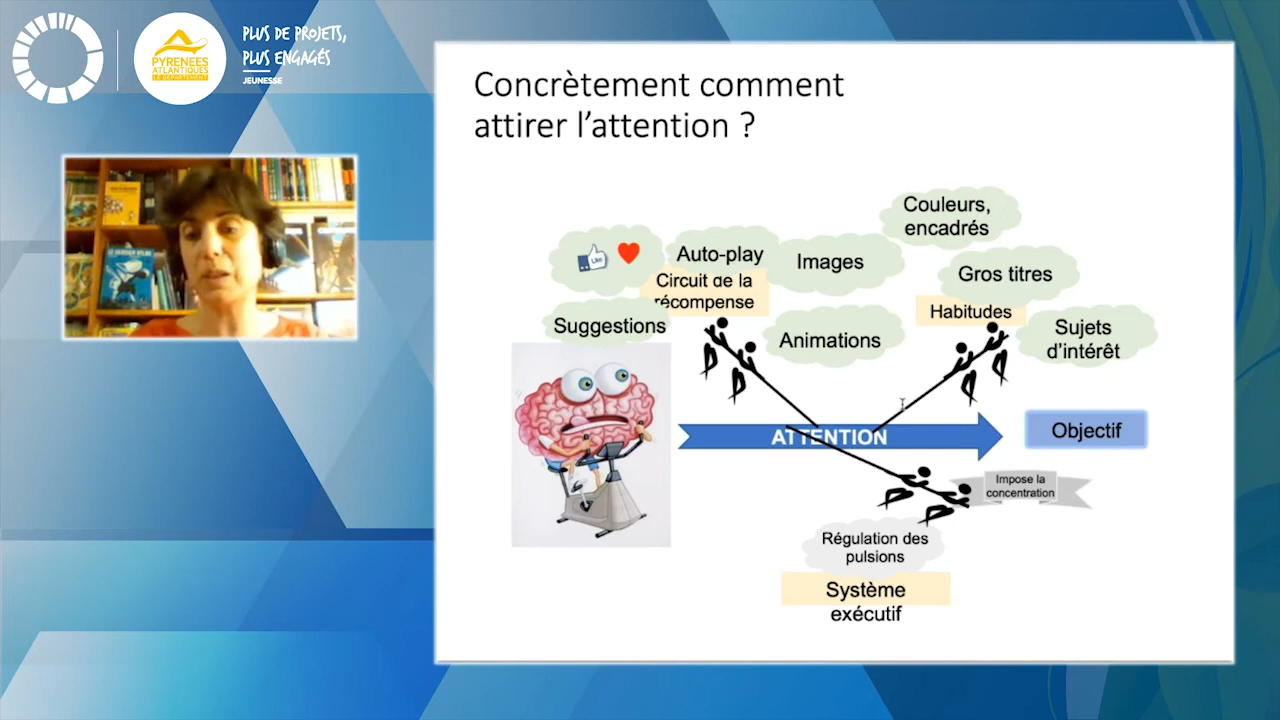 PLUS DE PROJETS,
PLUS ENGAGÉS
JEUNESSE
PYRENEES
ATLANTIQUES
LE DEPARTEMENT
Concrètement comment
attirer l’attention ?
Couleurs,
encadrés
Like
Auto-play
Images
Gros titres
Circuit de la
récompense
Habitudes
Suggestions
Animations
Sujets
d’intérêt
ATTENTION
Objectif
Impose la
concentration
Régulation des
pulsions
Système
exécutif